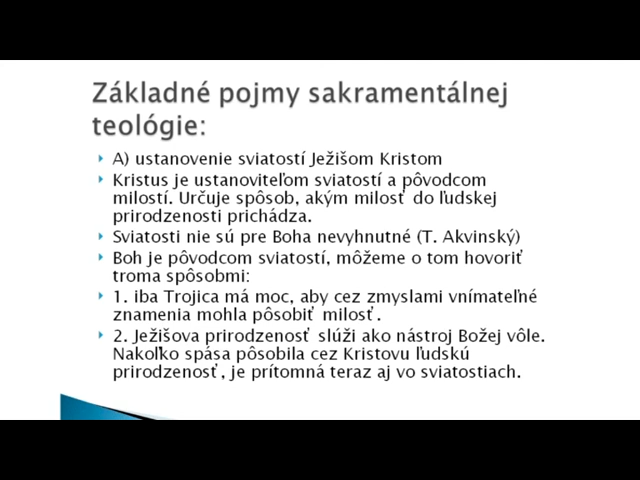 Základné pojmy sakramentálnej
teológie:
A) ustanovenie sviatostí Ježišom Kristom
Kristus je ustanoviteľom sviatostí a pôvodcom
milostí. Určuje spôsob, akým milosť do ľudskej
prirodzenosti prichádza.
Sviatosti nie sú pre Boha nevyhnutné (T. Akvinský)
Boh je pôvodcom sviatostí, môžeme o tom hovoriť
troma spôsobmi:
1. iba Trojica má moc, aby cez zmyslami vnímateľné
znamenia mohla pôsobiť milosť.
2. Ježišova prirodzenosť slúži ako nástroj Božej vôle.
Nakoľko spása pôsobila cez Kristovu ľudskú
prirodzenosť, je prítomná teraz aj vo sviatostiach.